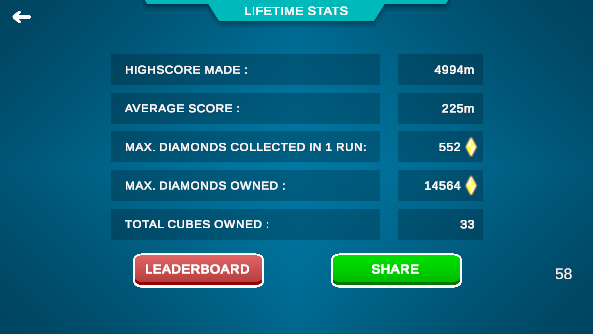 LIFETIME STATS
HIGHSCORE MADE : 4994m
AVERAGE SCORE : 225m
MAX. DIAMONDS COLLECTED IN 1 RUN: 552
MAX. DIAMONDS OWNED : 14564
TOTAL CUBES OWNED : 33
LEADERBOARD SHARE
58